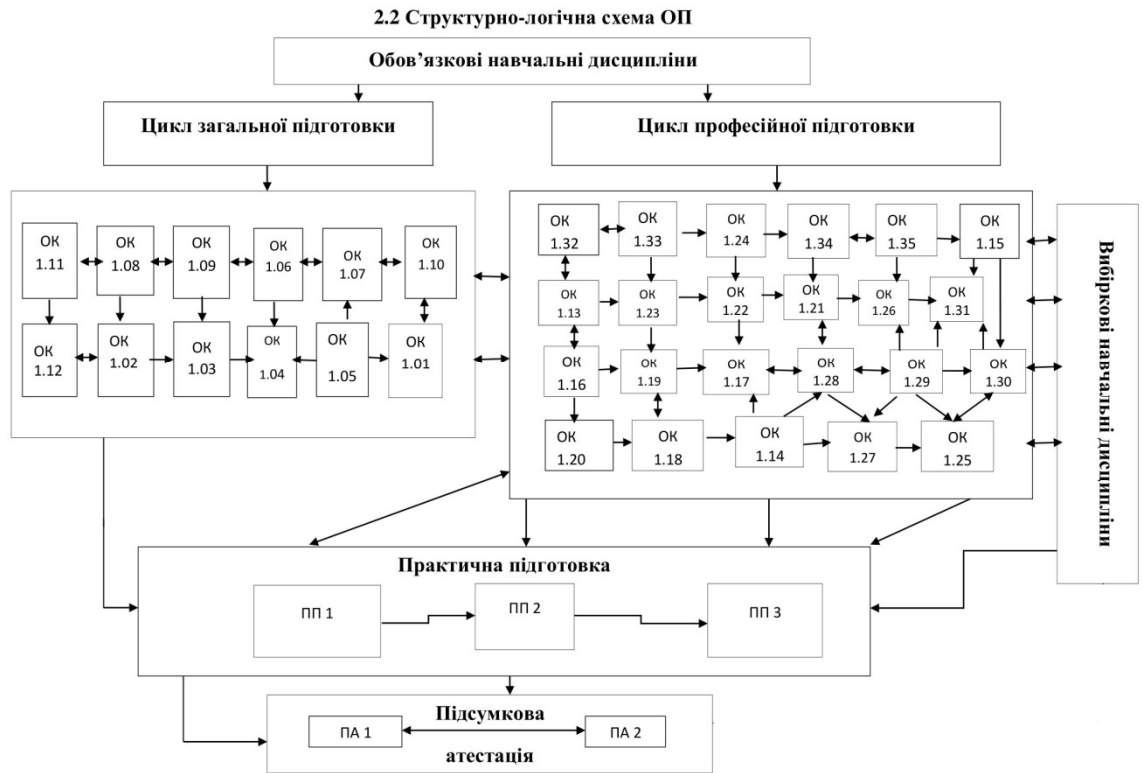 2.2 Структурно-логічна схема ОП
Обов’язкові навчальні дисципліни
Цикл загальної підготовки
Цикл професійної підготовки
ОК
1.11
ОК
1.08
ОК
1.09
ОК
1.06
ОК
1.07
ОК
1.10
ОК
1.12
ОК
1.02
ОК
1.03
ОК
1.04
ОК
1.05
ОК
1.01
ОК
1.32
ОК
1.33
ОК
1.24
ОК
1.34
ОК
1.35
ОК
1.15
ОК
1.13
ОК
1.23
ОК
1.22
ОК
1.21
ОК
1.26
ОК
1.31
ОК
1.16
ОК
1.19
ОК
1.17
ОК
1.28
ОК
1.29
ОК
1.30
ОК
1.20
ОК
1.18
ОК
1.14
ОК
1.27
ОК
1.25
Вибіркові навчальні дисципліни
Практична підготовка
ПП 1
ПП 2
ПП 3
Підсумкова
ПА 1
ПА 2
атестація